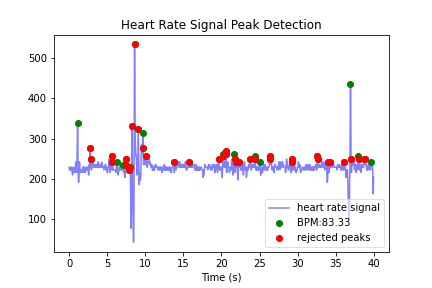 Heart Rate Signal Peak Detection
500
400
300
200
100
heart rate signal
BPM:83.33
rejected peaks
0 5 10 15 20 25 30 35 40
Time (s)